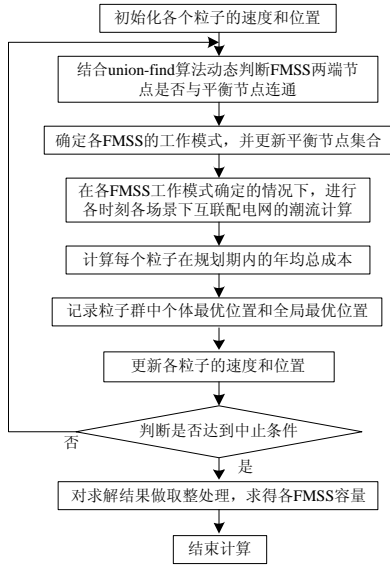 初始化各个粒子的速度和位置
结合union-find算法动态判断FMSS两端节
点是否与平衡节点连通
确定各FMSS的工作模式，并更新平衡节点集合
在各FMSS工作模式确定的情况下，进行
各时刻各场景下互联配电网的潮流计算
计算每个粒子在规划期内的年均总成本
记录粒子群中个体最优位置和全局最优位置
更新各粒子的速度和位置
判断是否达到中止条件
否
是
对求解结果做取整处理，求得各FMSS容量
结束计算